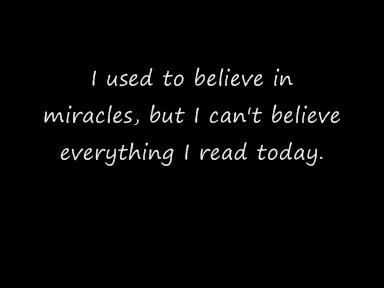 I used to believe in
miracles, but I can't believe
everything I read today.